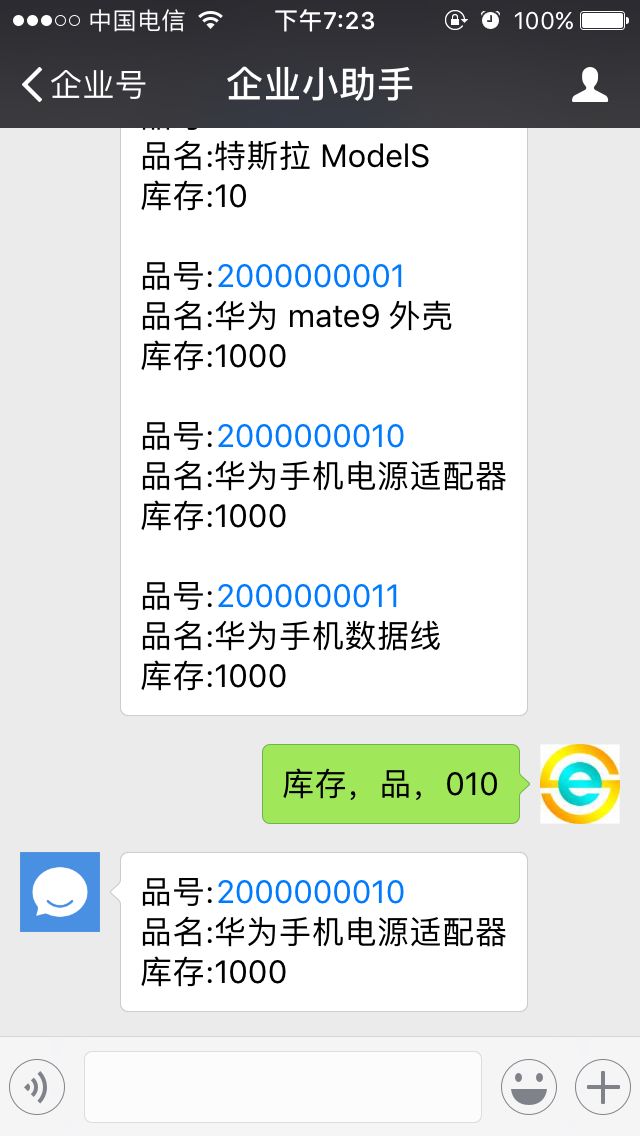 中国电信
下午7:23
100%
企业号
企业小助手
品名:特斯拉 ModelS
库存:10
品号:2000000001
品名:华为 mate9 外壳
库存:1000
品号:2000000010
品名:华为手机电源适配器
库存:1000
品号:2000000011
品名:华为手机数据线
库存:1000
库存，品，010
品号:2000000010
品名:华为手机电源适配器
库存:1000